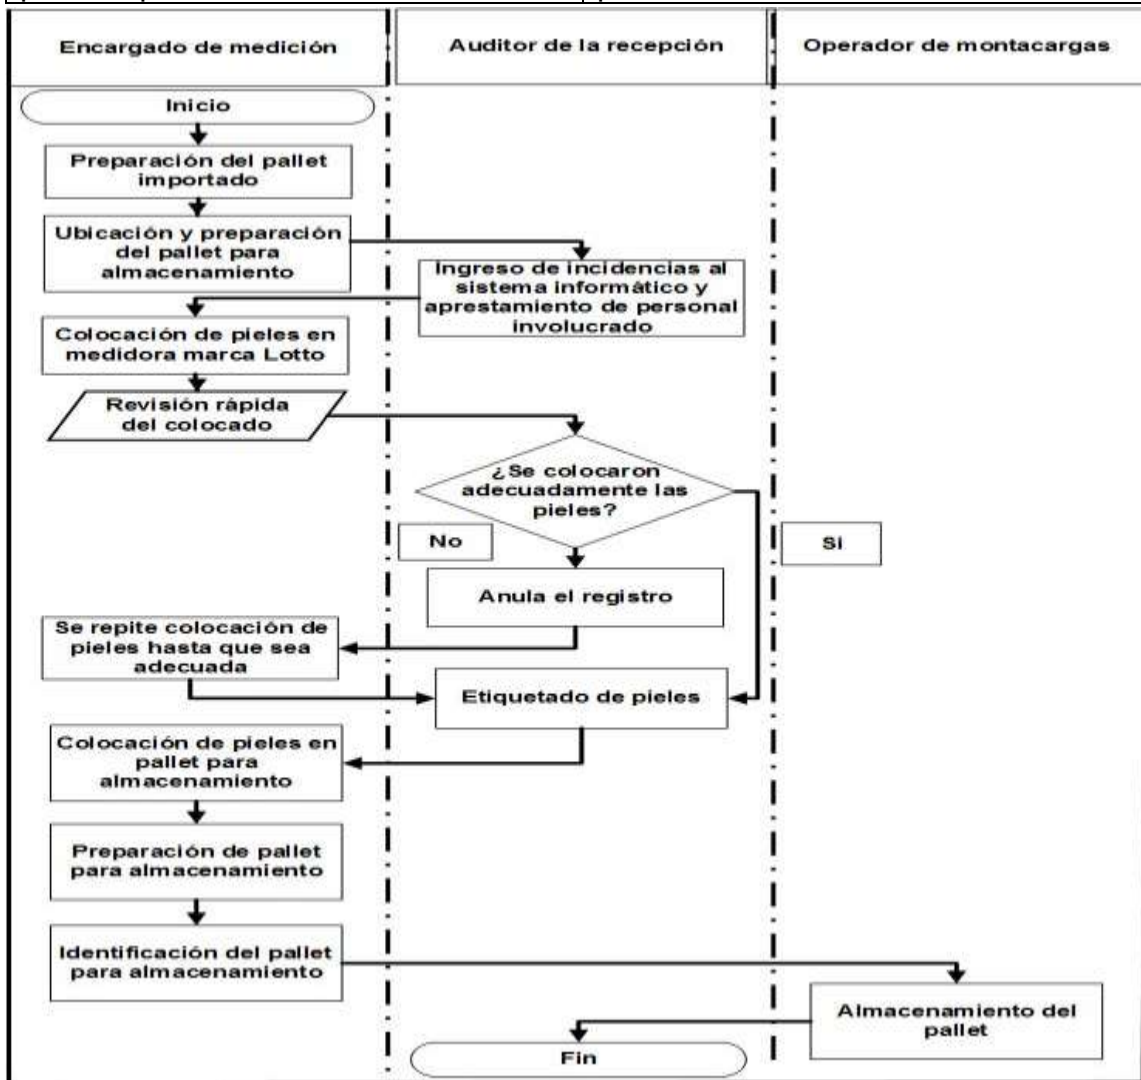 Encargado de medición
Auditor de la recepción
Operador de montacargas
Inicio
Preparación del pallet
importado
Ubicación y preparación
del pallet para
almacenamiento
Ingreso de incidencias al
sistema informático y
aprestamiento de personal
involucrado
Colocación de pieles en
medidora marca Lotto
Revisión rápida
del colocado
¿Se colocaron
adecuadamente las
pieles?
No
Si
Anula el registro
Se repite colocación de
pieles hasta que sea
adecuada
Etiquetado de pieles
Colocación de pieles en
pallet para
almacenamiento
Preparación de pallet
para almacenamiento
Identificación del pallet
para almacenamiento
Almacenamiento del
pallet
Fin